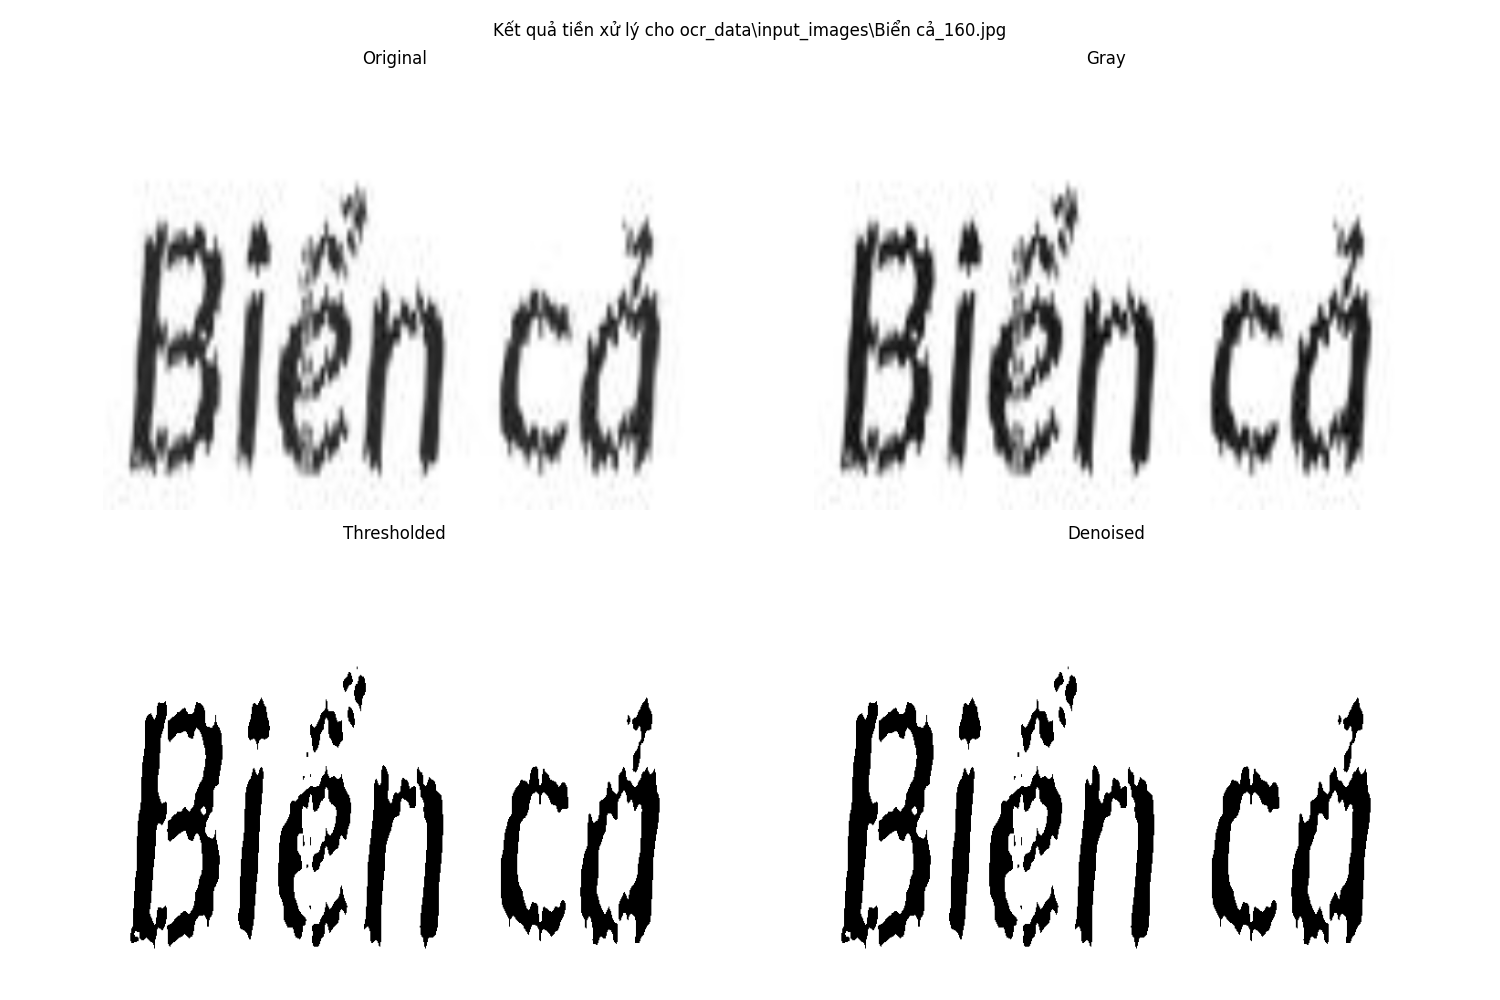 Kết quả tiền xử lý cho ocr_data\input_images\Biển cả_160.jpg
Original
Gray
Biển cả
Biển cả
Thresholded
Denoised
Biển cả
Biển cả